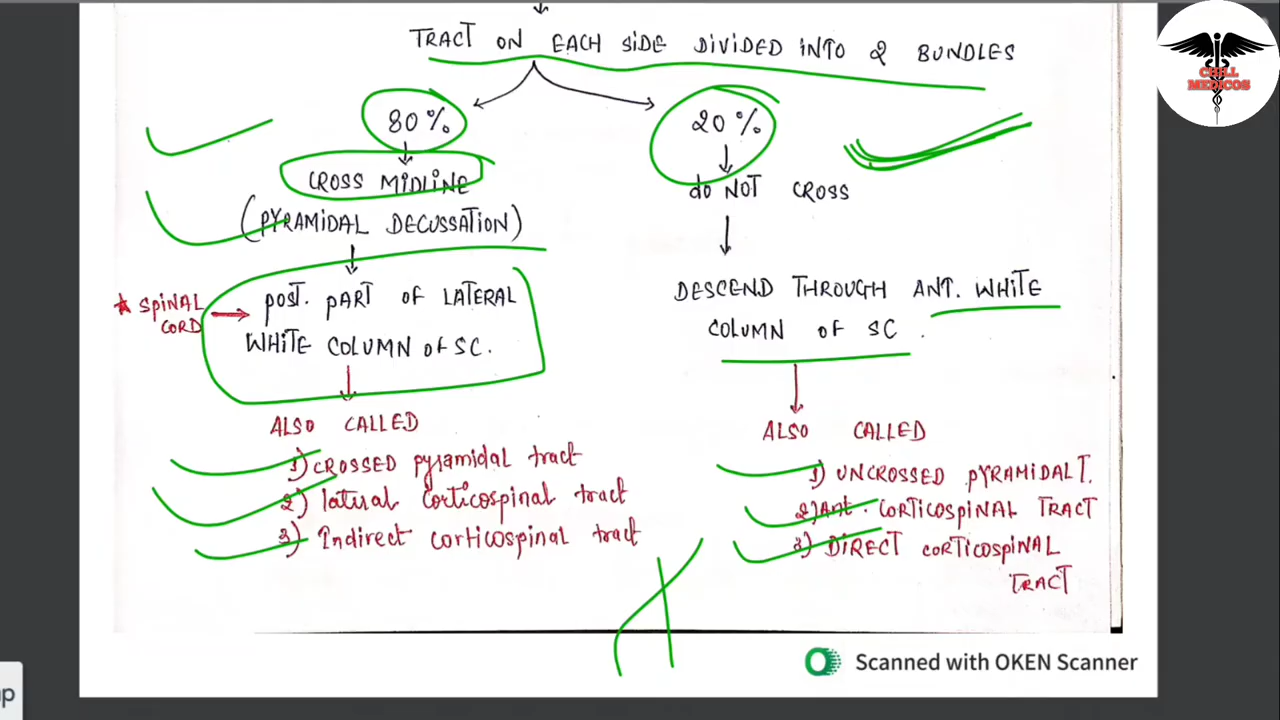 TRACT ON EACH SIDE DIVIDED INTO 2 BUNDLES
80%
CROSS MIDLINE
(PYRAMIDAL DECUSSATION)
★ SPINAL CORD
POST. PART OF LATERAL
WHITE COLUMN OF SC.
ALSO CALLED
1) CROSSED pyramidal tract
2) lateral corticospinal tract
3) Indirect corticospinal tract
20%
do NOT CROSS
DESCEND THROUGH ANT. WHITE
COLUMN OF SC.
ALSO CALLED
1) UNCROSSED PYRAMIDAL T.
2) Ant. CORTICOSPINAL TRACT
3) DIRECT corticospinal
TRACT
CHILL
MEDICOS
Scanned with OKEN Scanner